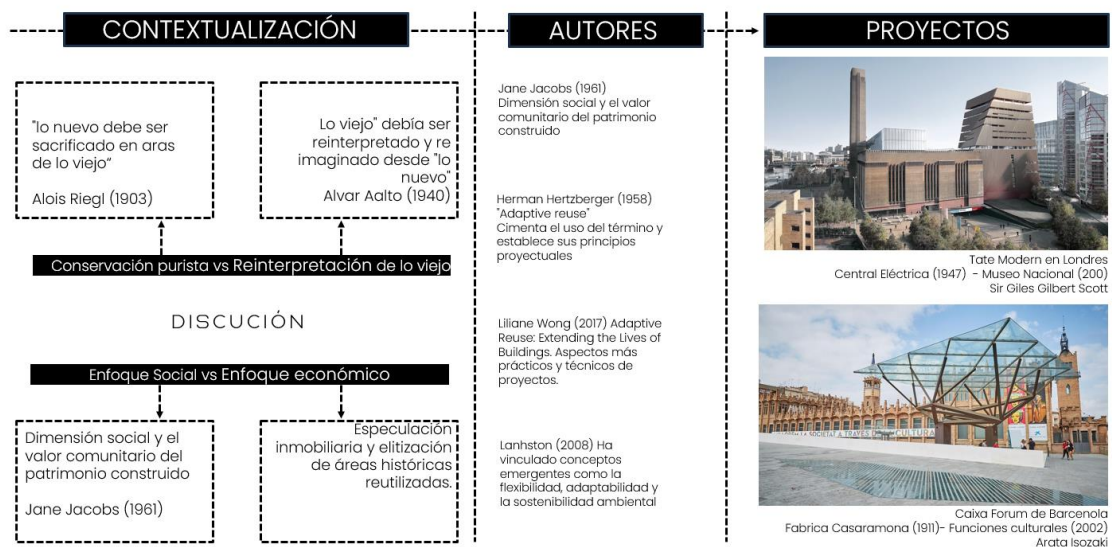 CONTEXTUALIZACIÓN
"lo nuevo debe ser
sacrificado en aras
de lo viejo"
Alois Riegl (1903)
Lo viejo" debía ser
reinterpretado y re
imaginado desde "lo
nuevo"
Alvar Aalto (1940)
Conservación purista vs Reinterpretación de lo viejo
DISCUCIÓN
Enfoque Social vs Enfoque económico
Dimensión social y el
valor comunitario del
patrimonio construido
Jane Jacobs (1961)
Especulación
inmobiliaria y elitización
de áreas históricas
reutilizadas.
AUTORES
Jane Jacobs (1961)
Dimensión social y el valor
comunitario del patrimonio
construido
Herman Hertzberger (1958)
"Adaptive reuse"
Cimenta el uso del término y
establece sus principios
proyectuales
Liliane Wong (2017) Adaptive
Reuse: Extending the Lives of
Buildings. Aspectos más
prácticos y técnicos de
proyectos.
Lanhston (2008) Ha
vinculado conceptos
emergentes como la
flexibilidad, adaptabilidad y
la sostenibilidad ambiental
PROYECTOS
Tate Modern en Londres
Central Eléctrica (1947) - Museo Nacional (200)
Sir Giles Gilbert Scott
LA SOCIETAT A TRAVÉS DE LA CULTURA
Caixa Forum de Barcenola
Fabrica Casaramona (1911)- Funciones culturales (2002)
Arata Isozaki